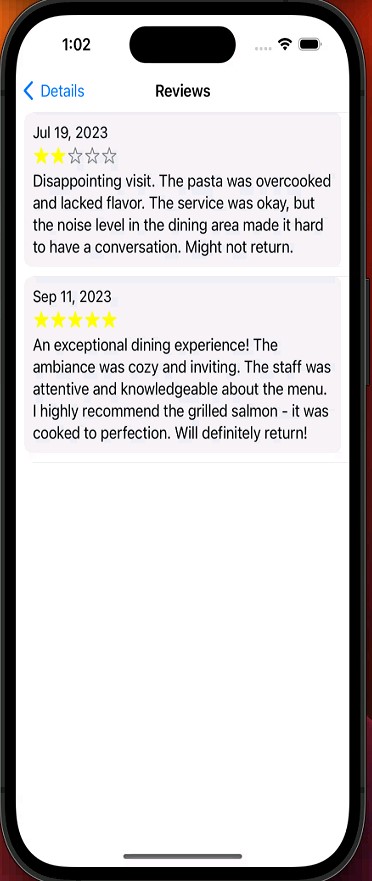 1:02
Details
Reviews
Jul 19, 2023
Disappointing visit. The pasta was overcooked
and lacked flavor. The service was okay, but
the noise level in the dining area made it hard
to have a conversation. Might not return.
Sep 11, 2023
An exceptional dining experience! The
ambiance was cozy and inviting. The staff was
attentive and knowledgeable about the menu.
I highly recommend the grilled salmon - it was
cooked to perfection. Will definitely return!